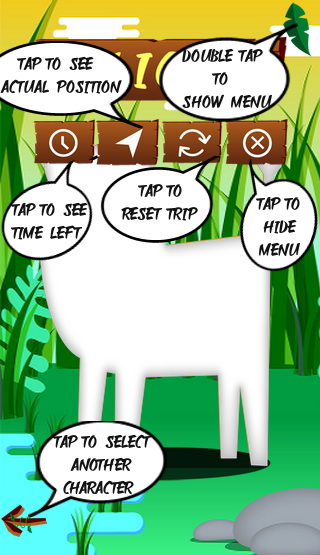 TAP TO SEE
ACTUAL POSITION
DOUBLE TAP
TO
SHOW MENU
TAP TO SEE
TIME LEFT
TAP TO
RESET TRIP
TAP TO
HIDE
MENU
TAP TO SELECT
ANOTHER
CHARACTER